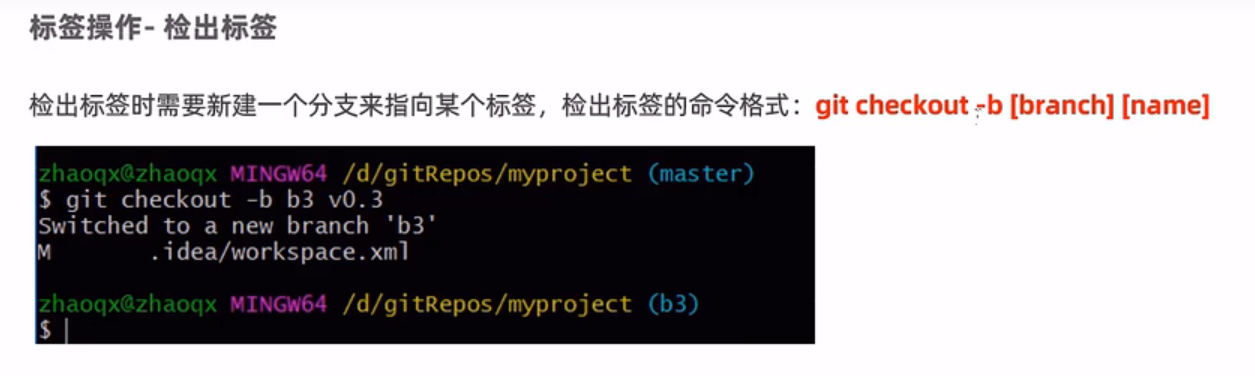 标签操作- 检出标签
检出标签时需要新建一个分支来指向某个标签，检出标签的命令格式：git checkout -b [branch] [name]
zhaoqx@zhaoqx MINGW64 /d/gitRepos/myproject (master)
$ git checkout -b b3 v0.3
Switched to a new branch 'b3'
M       .idea/workspace.xml
zhaoqx@zhaoqx MINGW64 /d/gitRepos/myproject (b3)
$